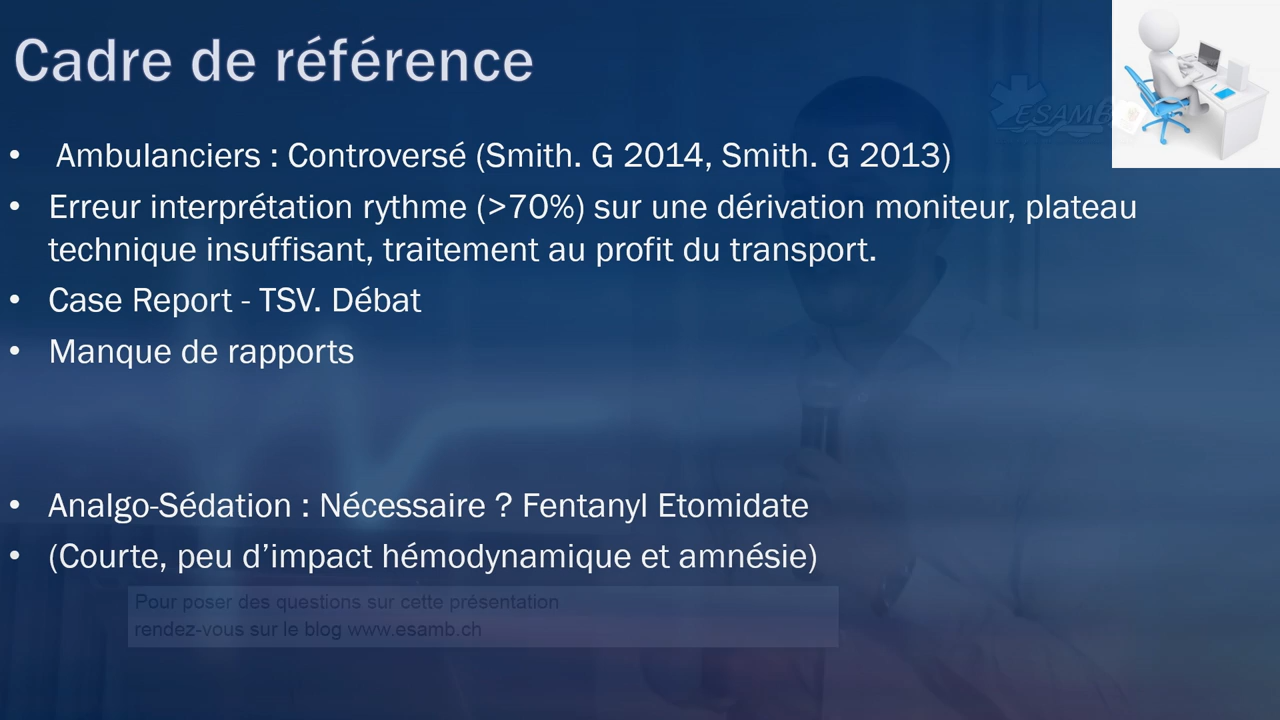 Cadre de référence
ESAMB
• Ambulanciers : Controversé (Smith. G 2014, Smith. G 2013)
• Erreur interprétation rythme (>70%) sur une dérivation moniteur, plateau
technique insuffisant, traitement au profit du transport.
• Case Report - TSV. Débat
• Manque de rapports
• Analgo-Sédation : Nécessaire ? Fentanyl Etomidate
• (Courte, peu d’impact hémodynamique et amnésie)
Pour poser des questions sur cette présentation
rendez-vous sur le blog www.esamb.ch